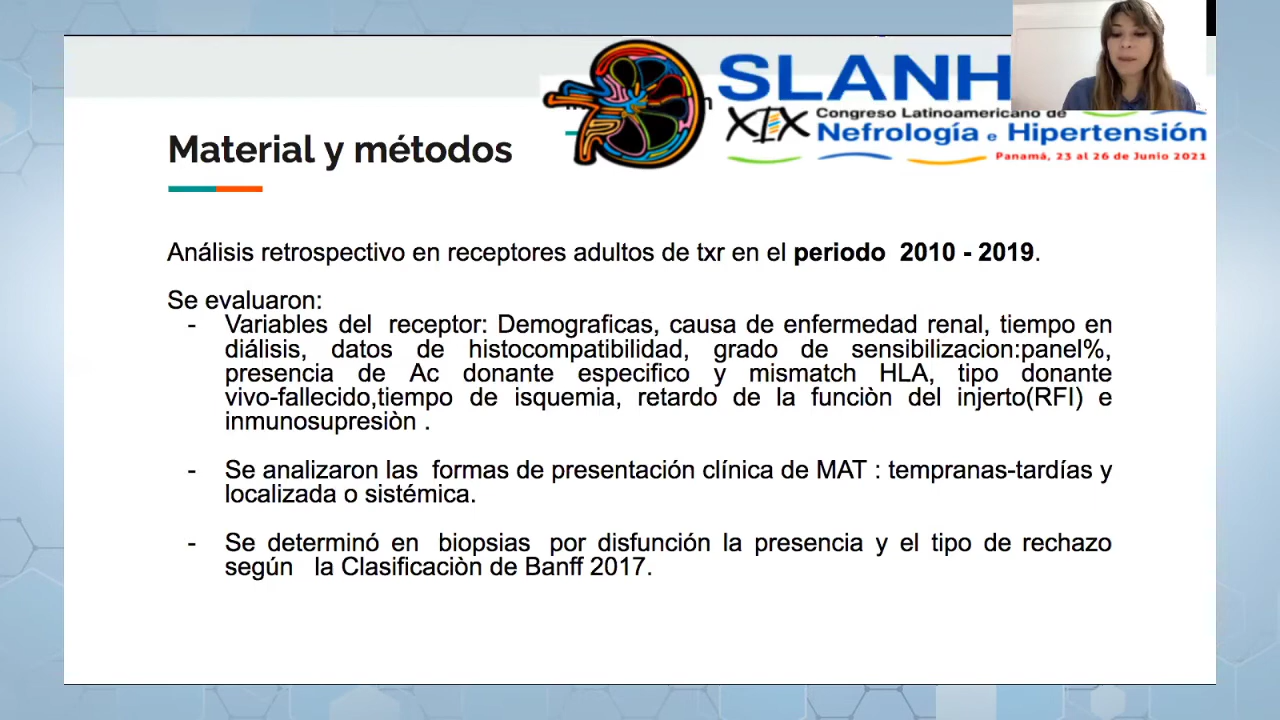 SLANH
XIX
Congreso Latinoamericano de
Nefrología e Hipertensión
Panamá, 23 al 26 de Junio 2021
Material y métodos
Análisis retrospectivo en receptores adultos de txr en el periodo 2010 - 2019.
Se evaluaron:
- Variables del receptor: Demograficas, causa de enfermedad renal, tiempo en
diálisis, datos de histocompatibilidad, grado de sensibilizacion:panel%,
presencia de Ac donante especifico y mismatch HLA, tipo donante
vivo-fallecido,tiempo de isquemia, retardo de la funciòn del injerto(RFI) e
inmunosupresiòn .
- Se analizaron las formas de presentación clínica de MAT : tempranas-tardías y
localizada o sistémica.
- Se determinó en biopsias por disfunción la presencia y el tipo de rechazo
según la Clasificaciòn de Banff 2017.